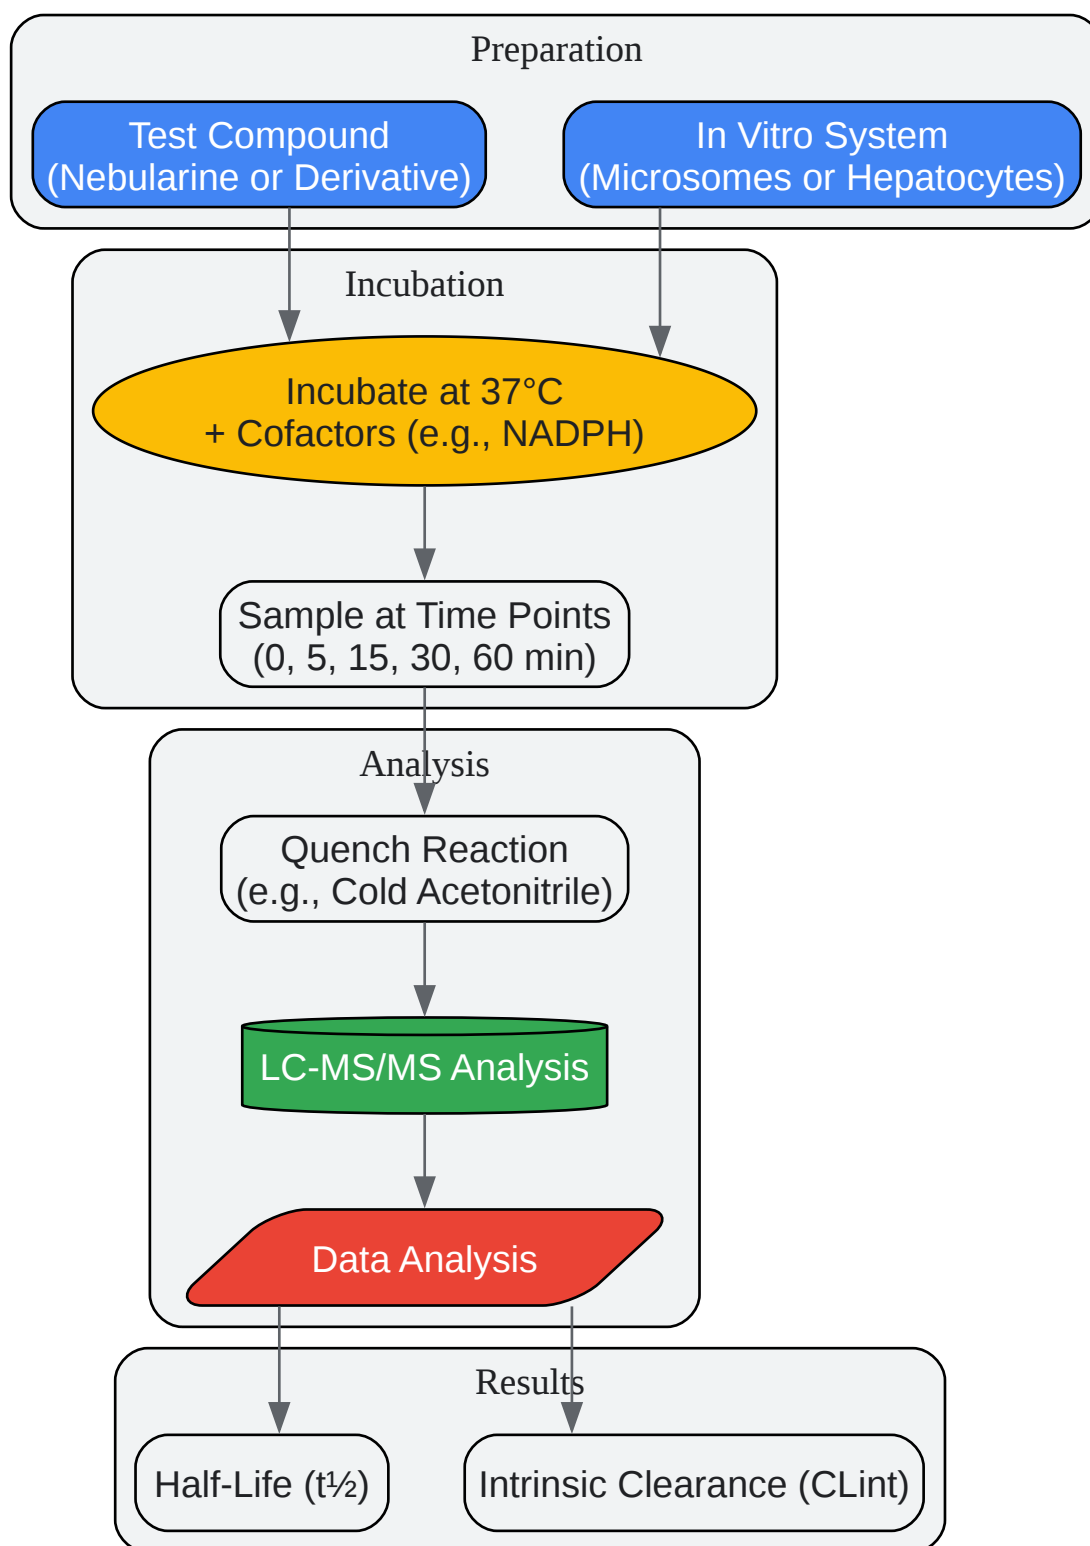 Preparation
Test Compound
(Nebularine or Derivative)
In Vitro System
(Microsomes or Hepatocytes)
Incubation
Incubate at 37°C
+ Cofactors (e.g., NADPH)
Sample at Time Points
(0, 5, 15, 30, 60 min)
Analysis
Quench Reaction
(e.g., Cold Acetonitrile)
LC-MS/MS Analysis
Data Analysis
Results
Half-Life (t½)
Intrinsic Clearance (CLint)